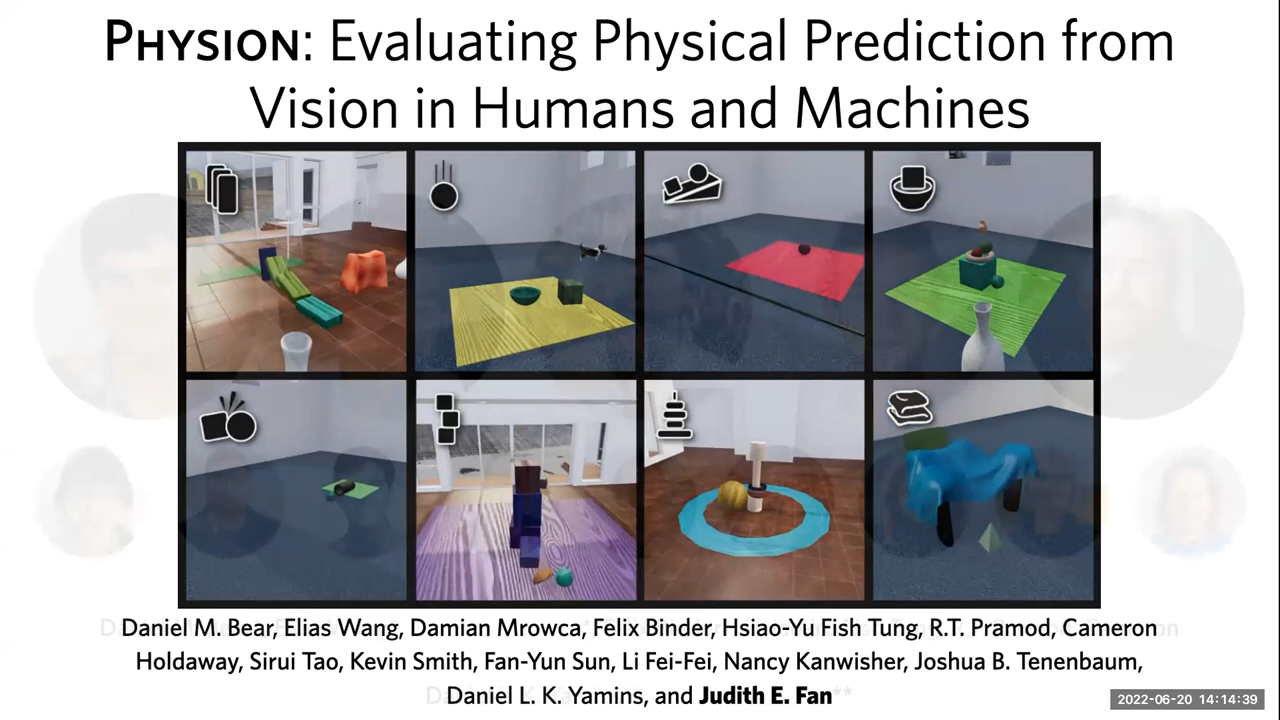 PHYSION: Evaluating Physical Prediction from
Vision in Humans and Machines
Daniel M. Bear, Elias Wang, Damian Mrowca, Felix Binder, Hsiao-Yu Fish Tung, R.T. Pramod, Cameron
Holdaway, Sirui Tao, Kevin Smith, Fan-Yun Sun, Li Fei-Fei, Nancy Kanwisher, Joshua B. Tenenbaum,
Daniel L. K. Yamins, and Judith E. Fan
2022-06-20 14:14:39